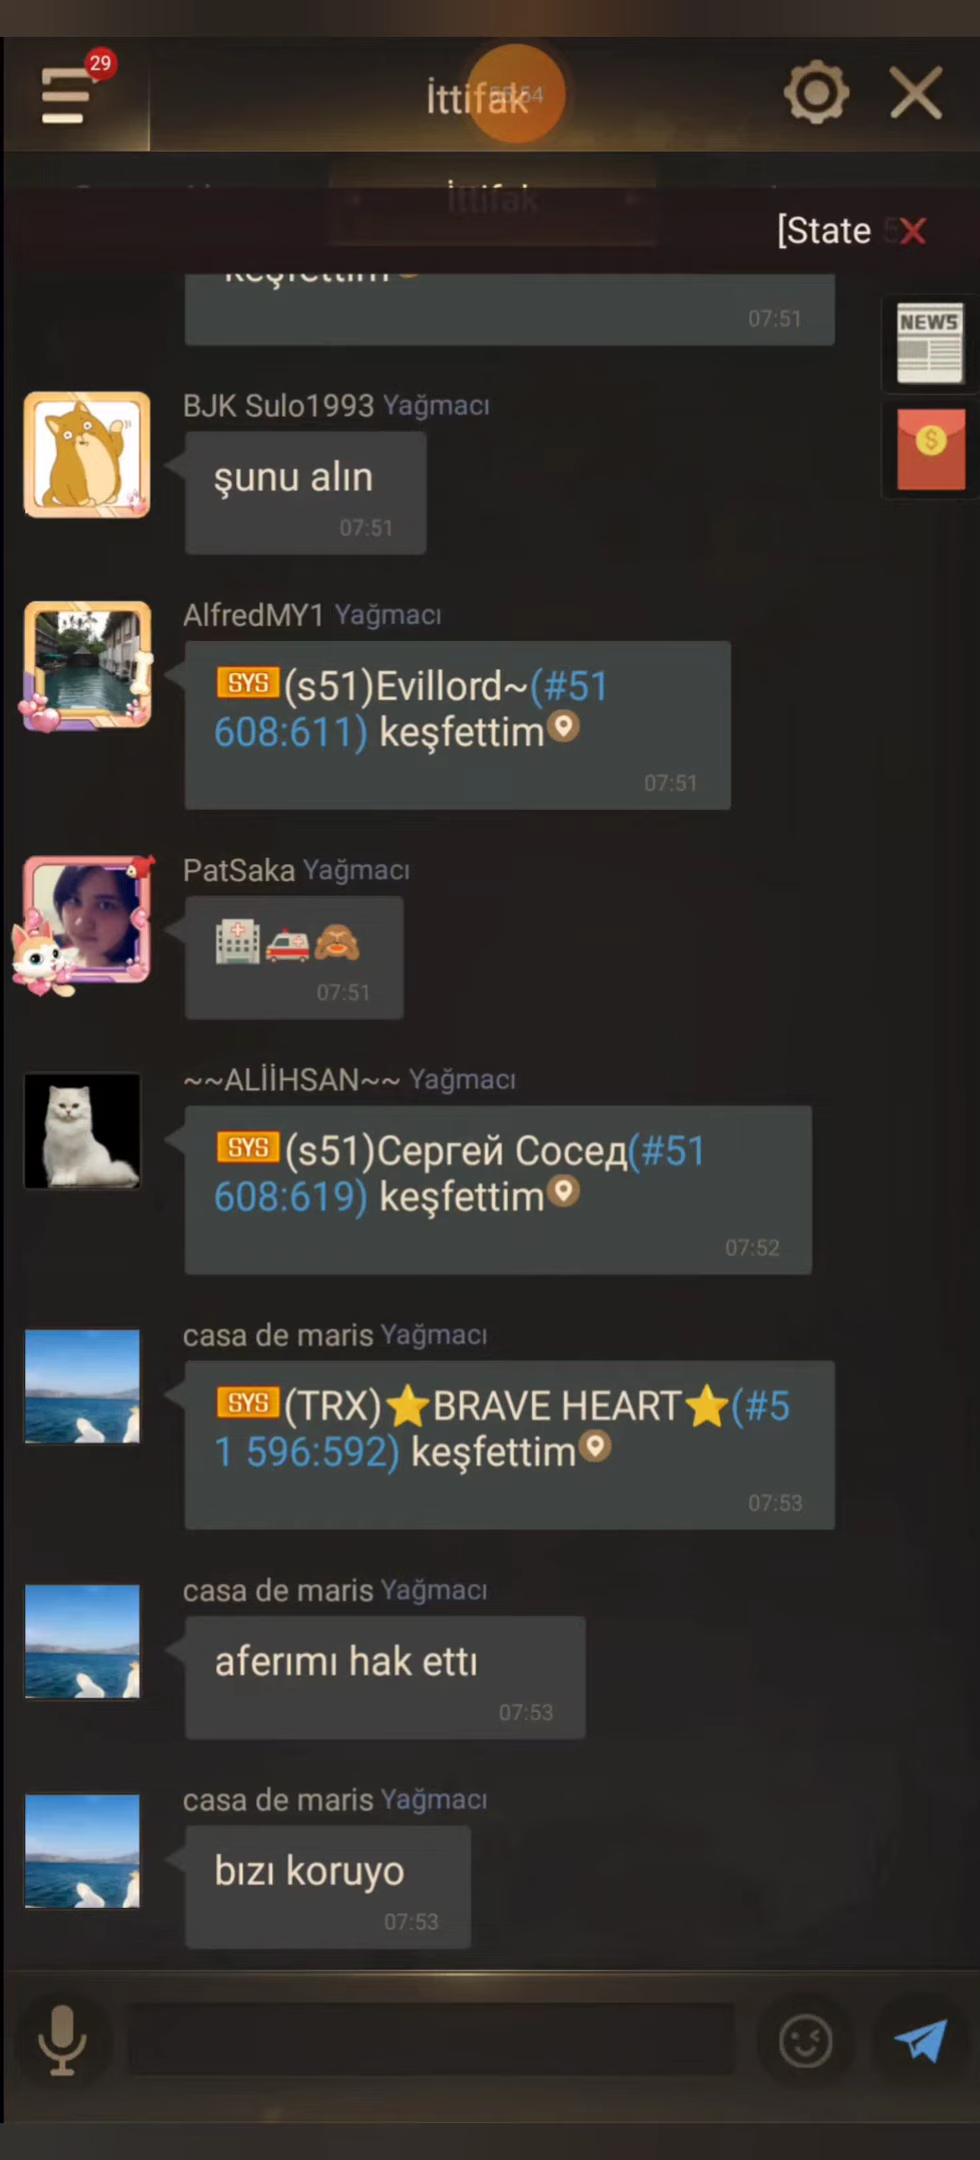 29
İttifak
İttifak
[State
keşfettim
07:51
NEWS
BJK Sulo1993 Yağmacı
şunu alın
07:51
AlfredMY1 Yağmacı
SYS (s51)Evillord~(#51
608:611) keşfettim
07:51
PatSaka Yağmacı
07:51
~~ALİİHSAN~~ Yağmacı
SYS (s51)Сергей Сосед(#51
608:619) keşfettim
07:52
casa de maris Yağmacı
SYS (TRX)⭐BRAVE HEART⭐(#5
1 596:592) keşfettim
07:53
casa de maris Yağmacı
aferımı hak ettı
07:53
casa de maris Yağmacı
bızı koruyo
07:53